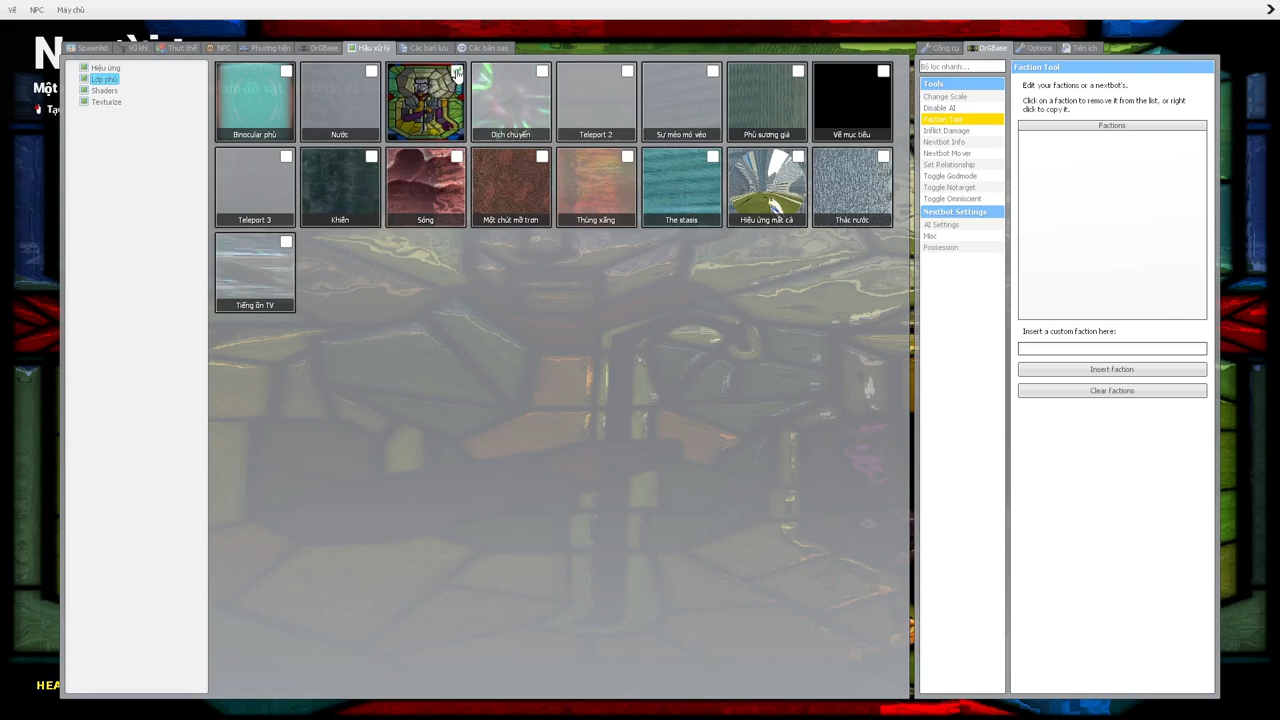 Vẽ NPC Máy chủ
Spawnlist Vũ khí Thực thể NPC Phương tiện DrGBase Hậu xử lý Các bản lưu Các bản sao
Công cụ DrGBase Options Tiện ích
Một
Hiệu ứng
Lớp phủ
Shaders
Texturize
Binocular phủ
Nước
Dịch chuyển
Teleport 2
Sự méo mó véo
Phủ sương giá
Vẽ mục tiêu
Teleport 3
Khiên
Sóng
Một chút mỡ trơn
Thùng xăng
The stasis
Hiệu ứng mắt cá
Thác nước
Tiếng ồn TV
Bộ lọc nhanh...
Tools
Change Scale
Disable AI
Faction Tool
Inflict Damage
Nextbot Info
Nextbot Mover
Set Relationship
Toggle Godmode
Toggle Notarget
Toggle Omniscient
Nextbot Settings
AI Settings
Misc
Possession
Faction Tool
Edit your factions or a nextbot's.
Click on a faction to remove it from the list, or right
click to copy it.
Factions
Insert a custom faction here:
Insert faction
Clear factions
HEA